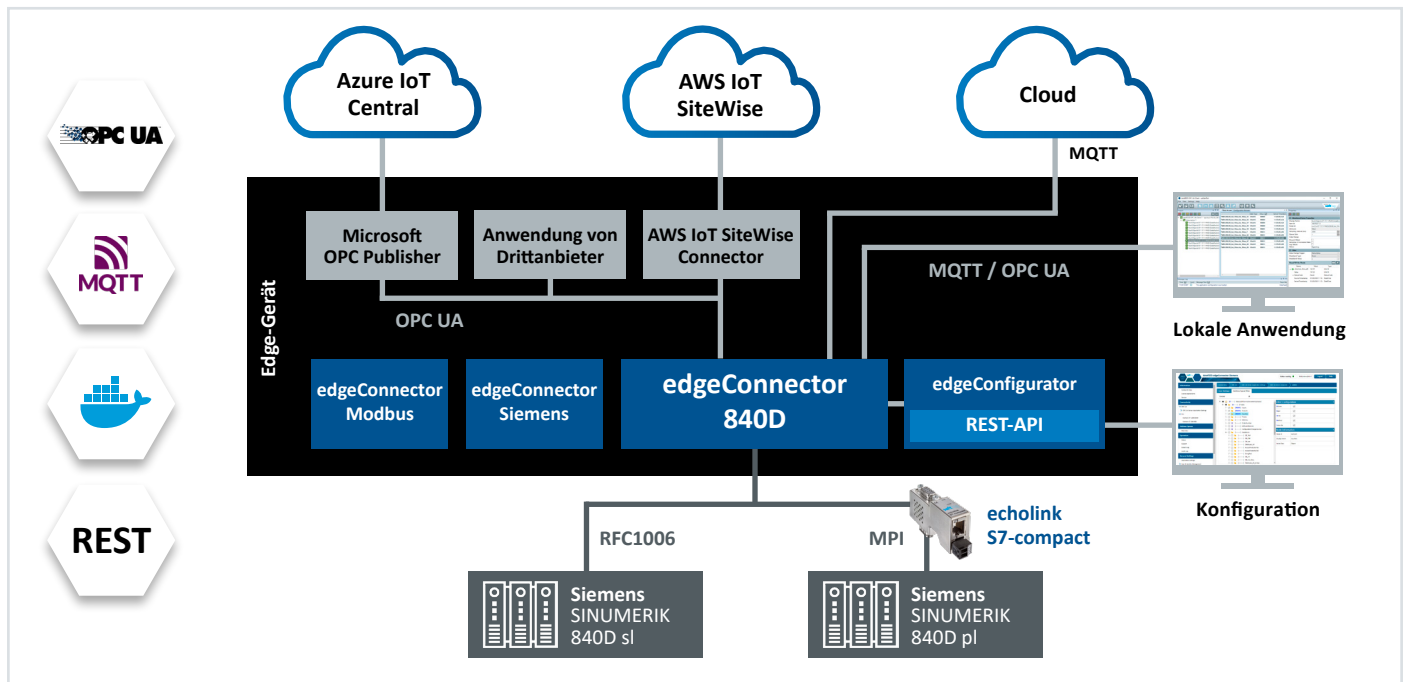 Azure IoT
Central
AWS IoT
SiteWise
Cloud
OPC UA
MQTT
MQTT
REST
Edge-Gerät
Microsoft
OPC Publisher
Anwendung von
Drittanbieter
AWS IoT SiteWise
Connector
MQTT / OPC UA
OPC UA
Lokale Anwendung
edgeConnector
Modbus
edgeConnector
Siemens
edgeConnector
840D
edgeConfigurator
REST-API
Konfiguration
RFC1006
MPI
echolink
S7-compact
Siemens
SINUMERIK
840D sl
Siemens
SINUMERIK
840D pl